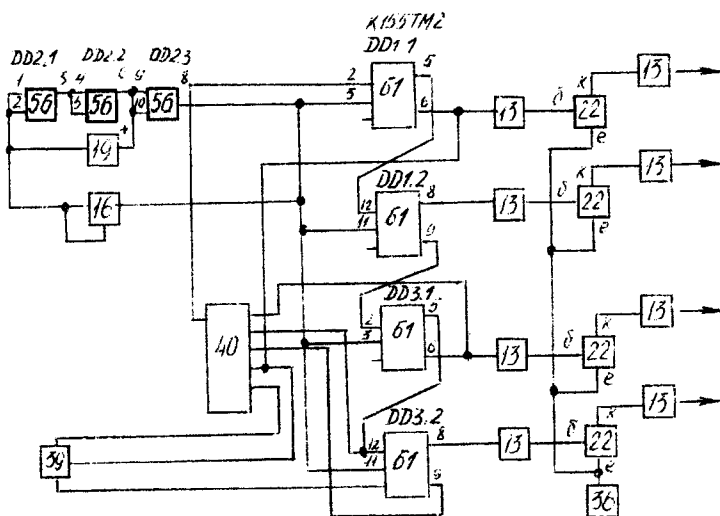 К155ТМ2
DD2.1 DD2.2 DD2.3 8 DD1.1 5
1 2 56 3 4 5 56 6 9 10 56
2 3 61 6
19 +
16
13 б 22 к е 13
DD1.2
12 11 61 8 9
13 б 22 к е 13
DD3.1
2 3 61 5 6
13 б 22 к е 13
40
DD3.2
12 11 61 8 9
13 б 22 к е 13
39
36